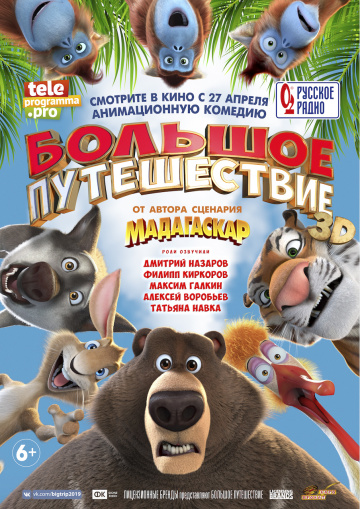 tele
programma
.pro
СМОТРИТЕ В КИНО С 27 АПРЕЛЯ
АНИМАЦИОННУЮ КОМЕДИЮ
РУССКОЕ
РАДИО
БОЛЬШОЕ
ПУТЕШЕСТВИЕ
3D
ОТ АВТОРА СЦЕНАРИЯ
МАДАГАСКАР
РОЛИ ОЗВУЧИЛИ
ДМИТРИЙ НАЗАРОВ
ФИЛИПП КИРКОРОВ
МАКСИМ ГАЛКИН
АЛЕКСЕЙ ВОРОБЬЕВ
ТАТЬЯНА НАВКА
6+
vk.com/bigtrip2019
ЛИЦЕНЗИОННЫЕ БРЕНДЫ представляют БОЛЬШОЕ ПУТЕШЕСТВИЕ